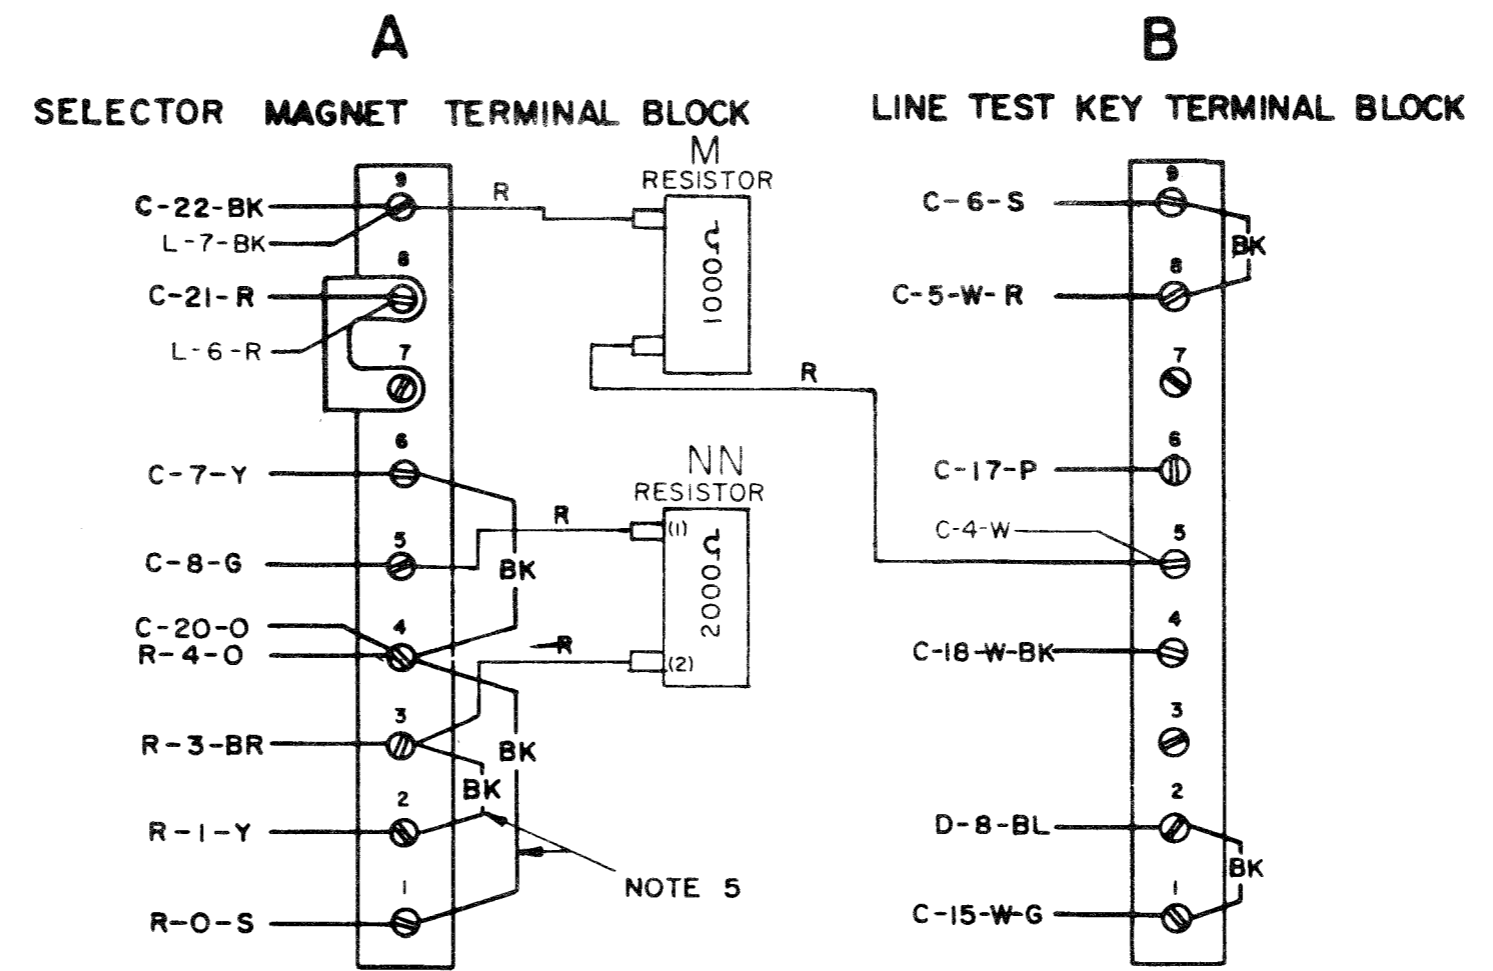 A
SELECTOR MAGNET TERMINAL BLOCK
M
RESISTOR
1000Ω
9
C-22-BK
R
L-7-BK
8
C-21-R
L-6-R
7
R
6
C-7-Y
NN
RESISTOR
2000Ω
(1)
(2)
R
5
C-8-G
BK
C-20-O
4
R-4-O
R
3
R-3-BR
BK
BK
2
R-1-Y
NOTE 5
1
R-O-S
B
LINE TEST KEY TERMINAL BLOCK
9
C-6-S
BK
8
C-5-W-R
7
6
C-17-P
C-4-W
5
4
C-18-W-BK
3
2
D-8-BL
BK
1
C-15-W-G